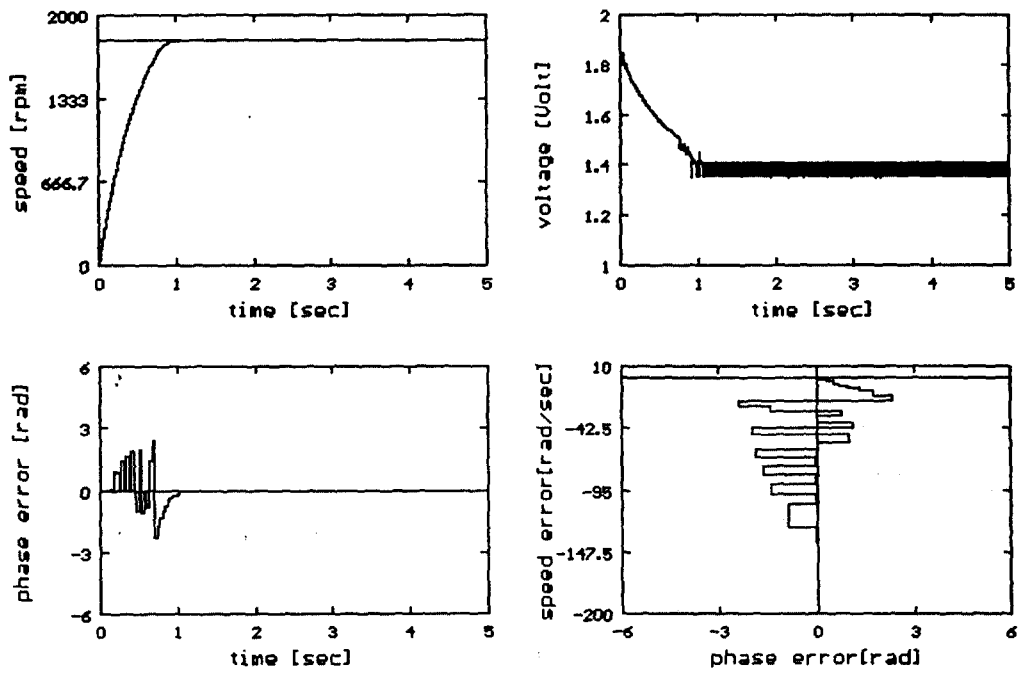 2000
1333
666.7
0
speed [rpm]
0 1 2 3 4 5
time [sec]
2
1.8
1.6
1.4
1.2
1
voltage [Volt]
0 1 2 3 4 5
time [sec]
6
3
0
-3
-6
phase error [rad]
0 1 2 3 4 5
time [sec]
10
-42.5
-95
-147.5
-200
speed error[rad/sec]
-6 -3 0 3 6
phase error[rad]